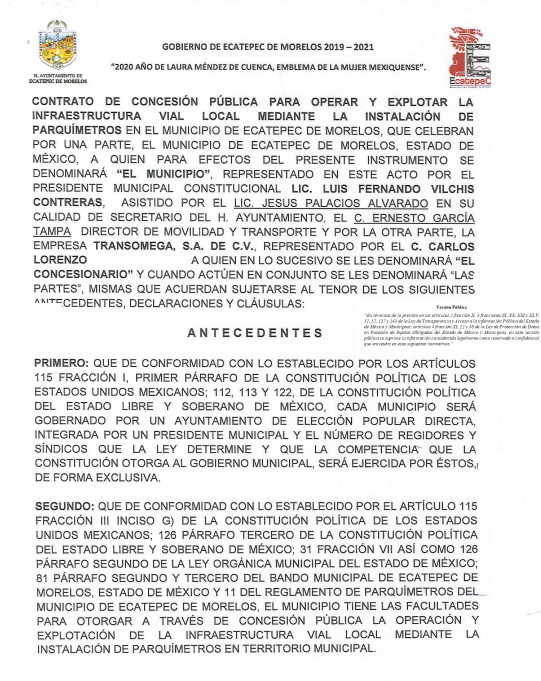 GOBIERNO DE ECATEPEC DE MORELOS 2019 – 2021
H. AYUNTAMIENTO DE
ECATEPEC DE MORELOS
"2020 AÑO DE LAURA MÉNDEZ DE CUENCA, EMBLEMA DE LA MUJER MEXIQUENSE".
EcatepeC
CONTRATO DE CONCESIÓN PÚBLICA PARA OPERAR Y EXPLOTAR LA
INFRAESTRUCTURA VIAL LOCAL MEDIANTE LA INSTALACIÓN DE
PARQUÍMETROS EN EL MUNICIPIO DE ECATEPEC DE MORELOS, QUE CELEBRAN
POR UNA PARTE, EL MUNICIPIO DE ECATEPEC DE MORELOS, ESTADO DE
MÉXICO, A QUIEN PARA EFECTOS DEL PRESENTE INSTRUMENTO SE
DENOMINARÁ "EL MUNICIPIO", REPRESENTADO EN ESTE ACTO POR EL
PRESIDENTE MUNICIPAL CONSTITUCIONAL LIC. LUIS FERNANDO VILCHIS
CONTRERAS, ASISTIDO POR EL LIC. JESUS PALACIOS ALVARADO EN SU
CALIDAD DE SECRETARIO DEL H. AYUNTAMIENTO, EL C. ERNESTO GARCÍA
TAMPA DIRECTOR DE MOVILIDAD Y TRANSPORTE Y POR LA OTRA PARTE, LA
EMPRESA TRANSOMEGA, S.A. DE C.V., REPRESENTADO POR EL C. CARLOS
LORENZO A QUIEN EN LO SUCESIVO SE LES DENOMINARÁ "EL
CONCESIONARIO" Y CUANDO ACTÚEN EN CONJUNTO SE LES DENOMINARÁ "LAS
PARTES", MISMAS QUE ACUERDAN SUJETARSE AL TENOR DE LOS SIGUIENTES
ANTECEDENTES, DECLARACIONES Y CLÁUSULAS:
Versión Pública
"En términos de lo previsto en los artículos 3 fracción II, 3 fracciones IX, XX, XXI y XLV,
51, 52, 137 y 143 de la Ley de Transparencia y Acceso a la Información Pública del Estado
de México y Municipios; artículos 4 fracción XI, 22 y 38 de la Ley de Protección de Datos
en Posesión de Sujetos Obligados del Estado de México y Municipios, en esta versión
pública se suprime la información considerada legalmente como reservada o confidencial
que encuadra en esos supuestos normativos."
ANTECEDENTES
PRIMERO: QUE DE CONFORMIDAD CON LO ESTABLECIDO POR LOS ARTÍCULOS
115 FRACCIÓN I, PRIMER PÁRRAFO DE LA CONSTITUCIÓN POLÍTICA DE LOS
ESTADOS UNIDOS MEXICANOS; 112, 113 Y 122, DE LA CONSTITUCIÓN POLÍTICA
DEL ESTADO LIBRE Y SOBERANO DE MÉXICO, CADA MUNICIPIO SERÁ
GOBERNADO POR UN AYUNTAMIENTO DE ELECCIÓN POPULAR DIRECTA,
INTEGRADA POR UN PRESIDENTE MUNICIPAL Y EL NÚMERO DE REGIDORES Y
SÍNDICOS QUE LA LEY DETERMINE Y QUE LA COMPETENCIA QUE LA
CONSTITUCIÓN OTORGA AL GOBIERNO MUNICIPAL, SERÁ EJERCIDA POR ÉSTOS,
DE FORMA EXCLUSIVA.
SEGUNDO: QUE DE CONFORMIDAD CON LO ESTABLECIDO POR EL ARTÍCULO 115
FRACCIÓN III INCISO G) DE LA CONSTITUCIÓN POLÍTICA DE LOS ESTADOS
UNIDOS MEXICANOS; 126 PÁRRAFO TERCERO DE LA CONSTITUCIÓN POLÍTICA
DEL ESTADO LIBRE Y SOBERANO DE MÉXICO; 31 FRACCIÓN VII ASÍ COMO 126
PÁRRAFO SEGUNDO DE LA LEY ORGÁNICA MUNICIPAL DEL ESTADO DE MÉXICO;
81 PÁRRAFO SEGUNDO Y TERCERO DEL BANDO MUNICIPAL DE ECATEPEC DE
MORELOS, ESTADO DE MÉXICO Y 11 DEL REGLAMENTO DE PARQUÍMETROS DEL
MUNICIPIO DE ECATEPEC DE MORELOS, EL MUNICIPIO TIENE LAS FACULTADES
PARA OTORGAR A TRAVÉS DE CONCESIÓN PÚBLICA LA OPERACIÓN Y
EXPLOTACIÓN DE LA INFRAESTRUCTURA VIAL LOCAL MEDIANTE LA
INSTALACIÓN DE PARQUÍMETROS EN TERRITORIO MUNICIPAL.